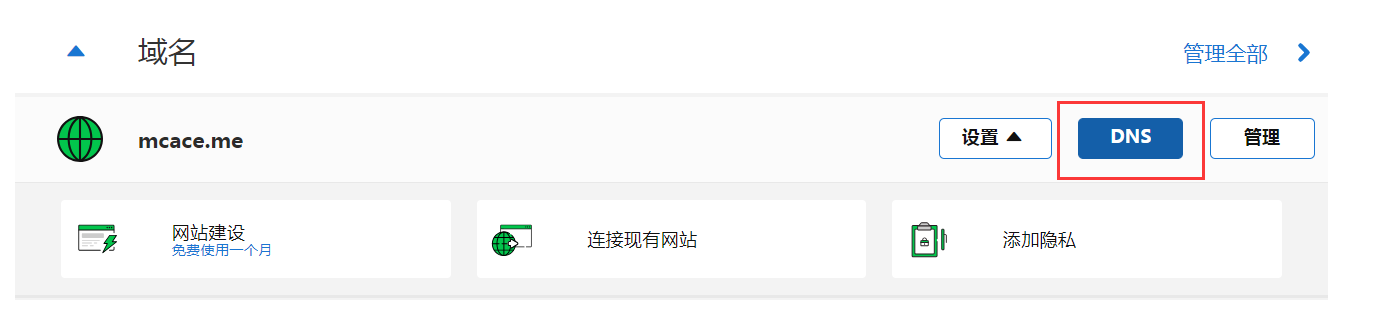 域名
管理全部
mcace.me
设置
DNS
管理
网站建设
免费使用一个月
连接现有网站
添加隐私